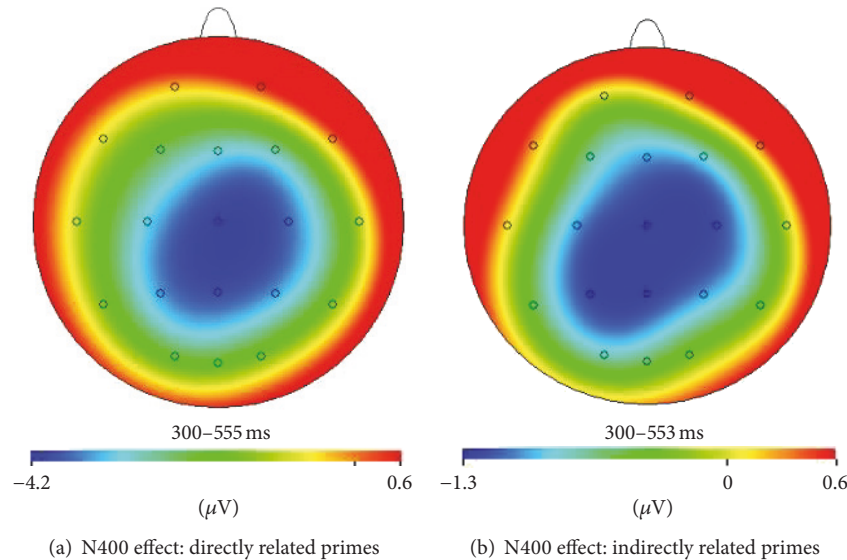 300–555 ms
−4.2 0.6
(μV)
(a) N400 effect: directly related primes
300–553 ms
−1.3 0 0.6
(μV)
(b) N400 effect: indirectly related primes